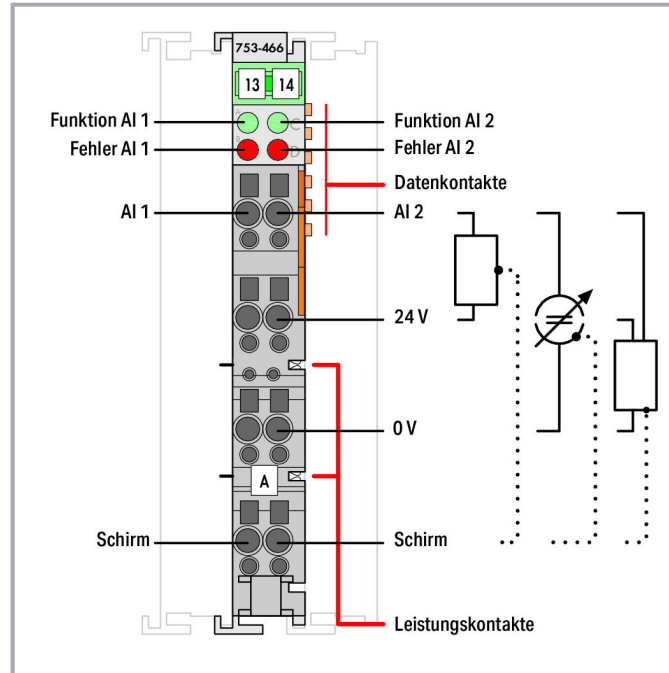 753-466
13 14
Funktion AI 1
Funktion AI 2
C
Fehler AI 1
Fehler AI 2
D
Datenkontakte
AI 1
AI 2
24 V
0 V
A
Schirm
Schirm
Leistungskontakte